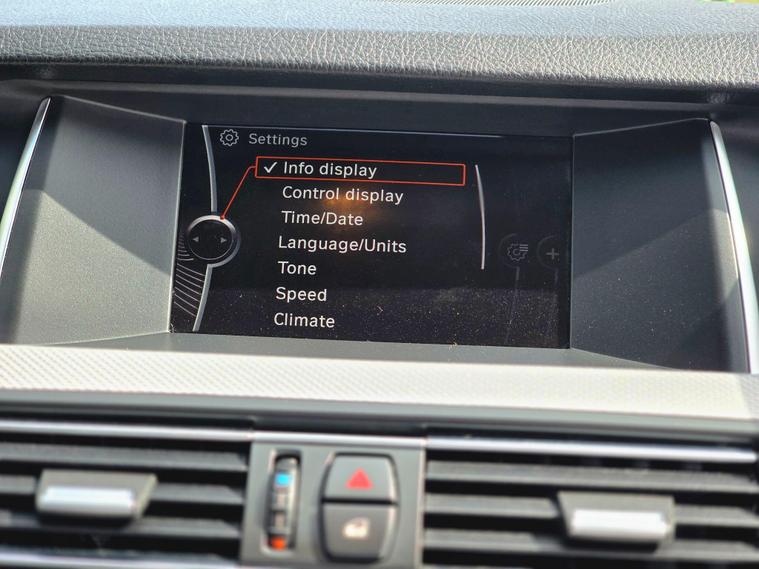 Settings
✓ Info display
Control display
Time/Date
Language/Units
Tone
Speed
Climate